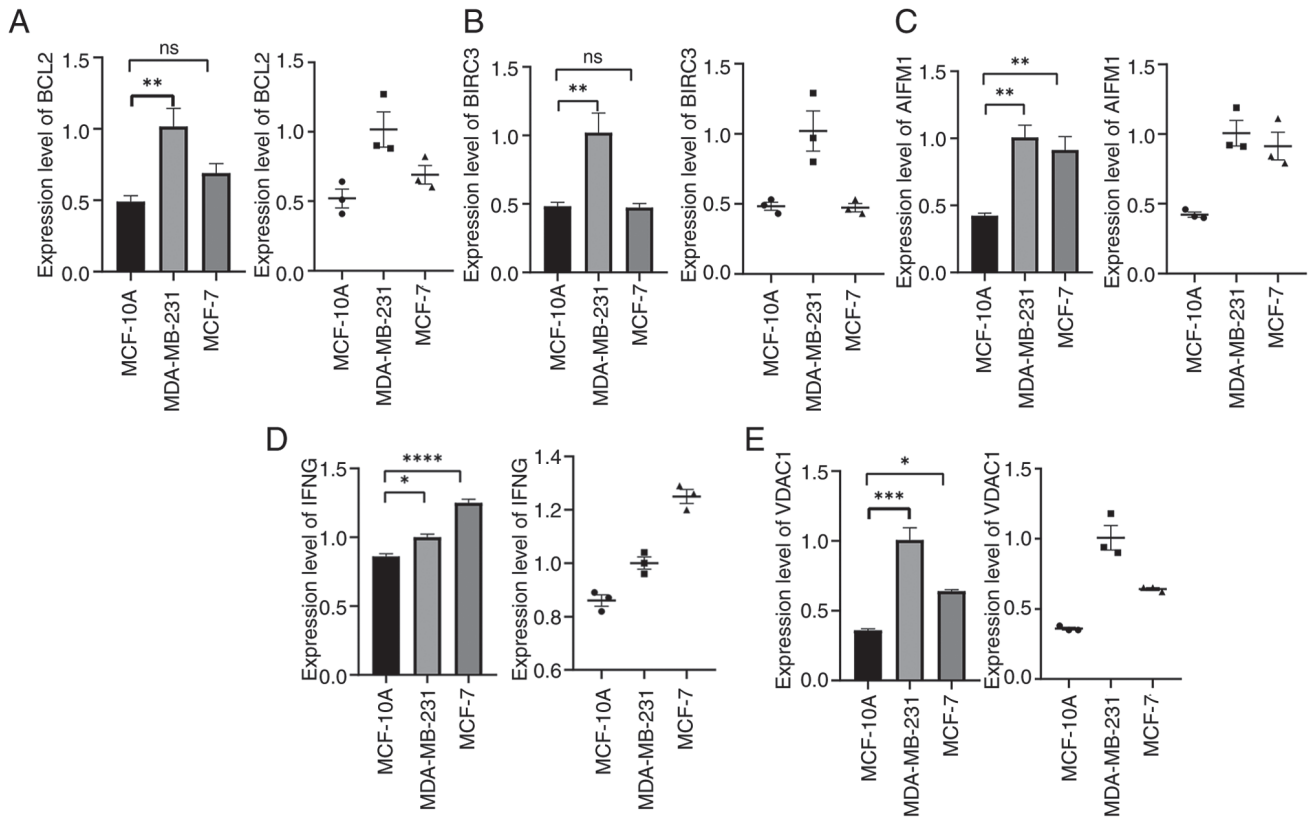 A
Expression level of BCL2
1.5
1.0
0.5
0.0
ns
**
MCF-10A
MDA-MB-231
MCF-7
Expression level of BCL2
1.5
1.0
0.5
0.0
MCF-10A
MDA-MB-231
MCF-7
B
Expression level of BIRC3
1.5
1.0
0.5
0.0
ns
**
MCF-10A
MDA-MB-231
MCF-7
Expression level of BIRC3
1.5
1.0
0.5
0.0
MCF-10A
MDA-MB-231
MCF-7
C
Expression level of AIFM1
1.5
1.0
0.5
0.0
**
**
MCF-10A
MDA-MB-231
MCF-7
Expression level of AIFM1
1.5
1.0
0.5
0.0
MCF-10A
MDA-MB-231
MCF-7
D
Expression level of IFNG
1.5
1.0
0.5
0.0
****
*
MCF-10A
MDA-MB-231
MCF-7
Expression level of IFNG
1.4
1.2
1.0
0.8
0.6
MCF-10A
MDA-MB-231
MCF-7
E
Expression level of VDAC1
1.5
1.0
0.5
0.0
*
***
MCF-10A
MDA-MB-231
MCF-7
Expression level of VDAC1
1.5
1.0
0.5
0.0
MCF-10A
MDA-MB-231
MCF-7